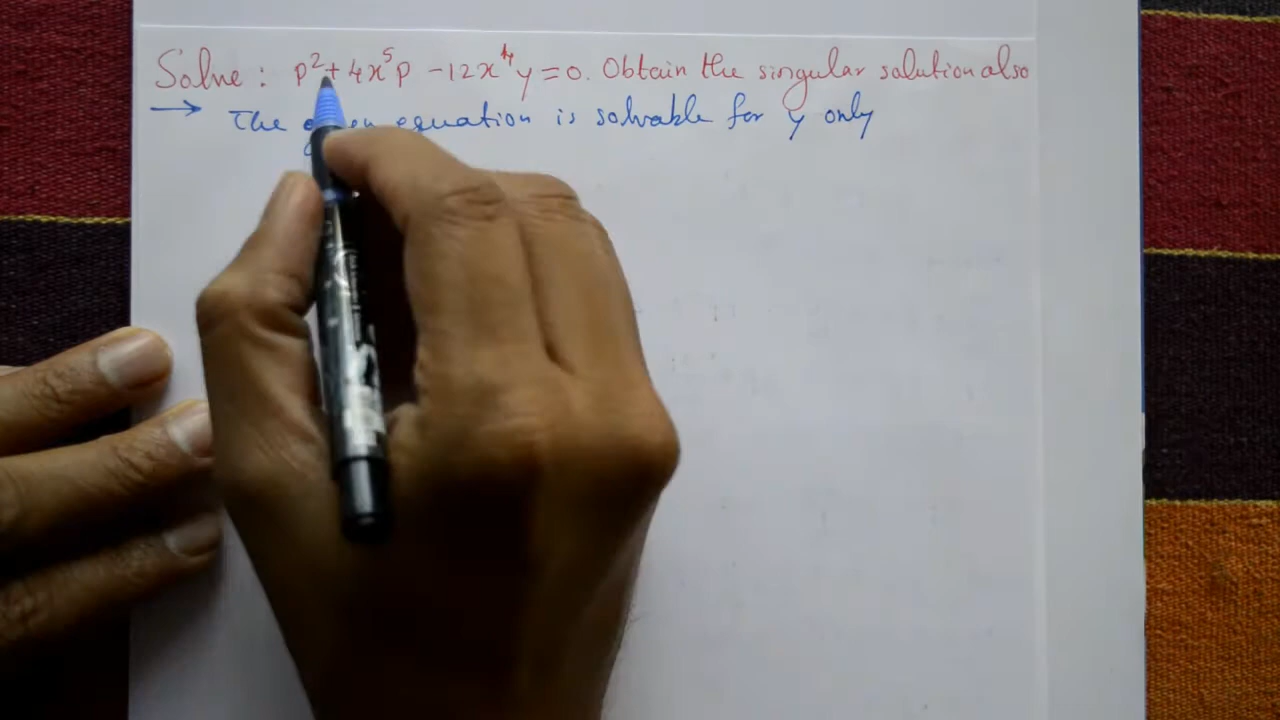 Solve : p²+ 4x⁵p - 12x⁴y = 0. Obtain the singular solution also
→ The equation is solvable for y only